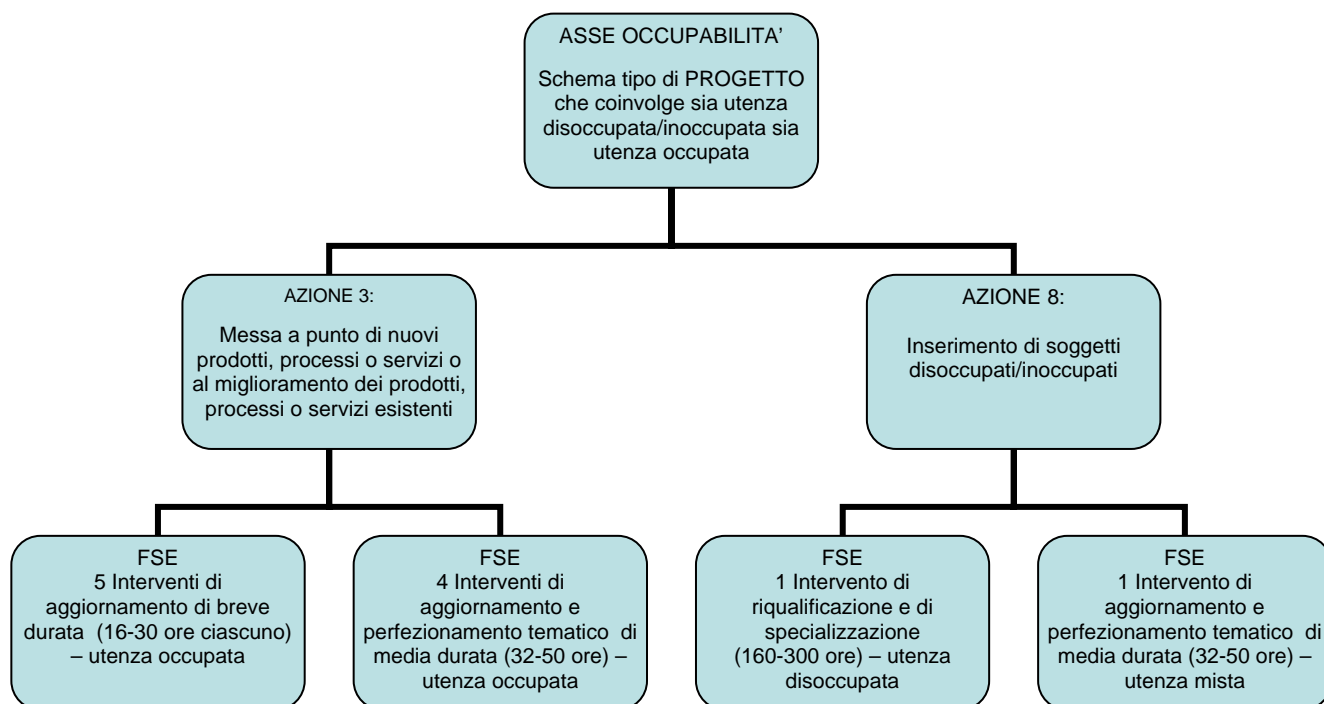 ASSE OCCUPABILITA’
Schema tipo di PROGETTO
che coinvolge sia utenza
disoccupata/inoccupata sia
utenza occupata
AZIONE 3:
Messa a punto di nuovi
prodotti, processi o servizi o
al miglioramento dei prodotti,
processi o servizi esistenti
AZIONE 8:
Inserimento di soggetti
disoccupati/inoccupati
FSE
5 Interventi di
aggiornamento di breve
durata (16-30 ore ciascuno)
– utenza occupata
FSE
4 Interventi di
aggiornamento e
perfezionamento tematico di
media durata (32-50 ore) –
utenza occupata
FSE
1 Intervento di
riqualificazione e di
specializzazione
(160-300 ore) – utenza
disoccupata
FSE
1 Intervento di
aggiornamento e
perfezionamento tematico di
media durata (32-50 ore) –
utenza mista